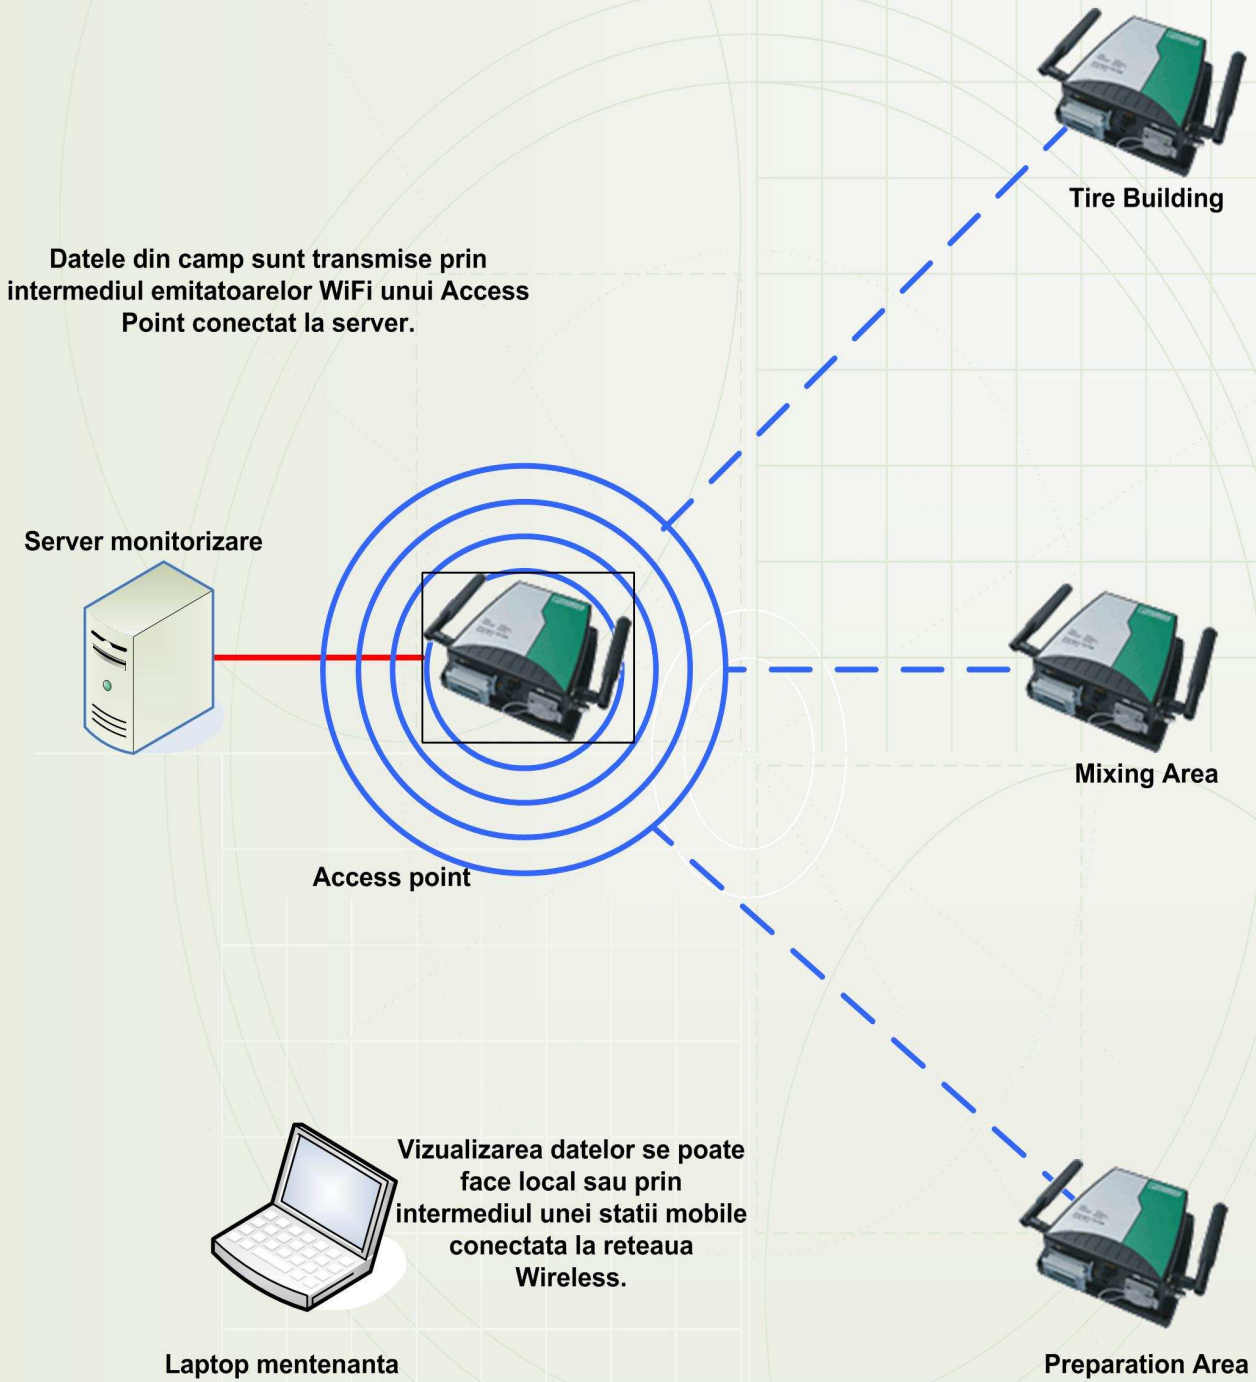 Tire Building
Datele din camp sunt transmise prin
intermediul emitatoarelor WiFi unui Access
Point conectat la server.
Server monitorizare
Mixing Area
Access point
Vizualizarea datelor se poate
face local sau prin
intermediul unei statii mobile
conectata la reteaua
Wireless.
Laptop mentenanta
Preparation Area